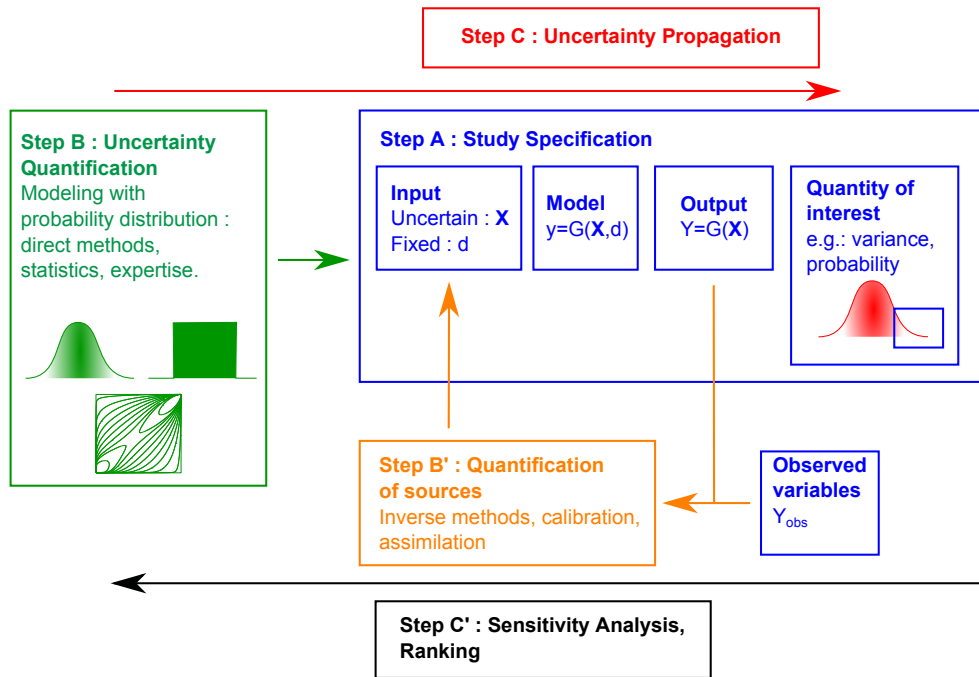 Step C : Uncertainty Propagation
Step B : Uncertainty
Quantification
Modeling with
probability distribution :
direct methods,
statistics, expertise.
Step A : Study Specification
Input
Uncertain : X
Fixed : d
Model
y=G(X,d)
Output
Y=G(X)
Quantity of
interest
e.g.: variance,
probability
Step B' : Quantification
of sources
Inverse methods, calibration,
assimilation
Observed
variables
Yobs
Step C' : Sensitivity Analysis,
Ranking